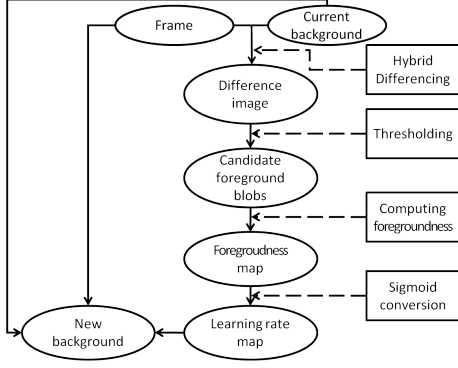 Frame
Current
background
Hybrid
Differencing
Difference
image
Thresholding
Candidate
foreground
blobs
Computing
foregroundness
Foregroudness
map
Sigmoid
conversion
New
background
Learning rate
map